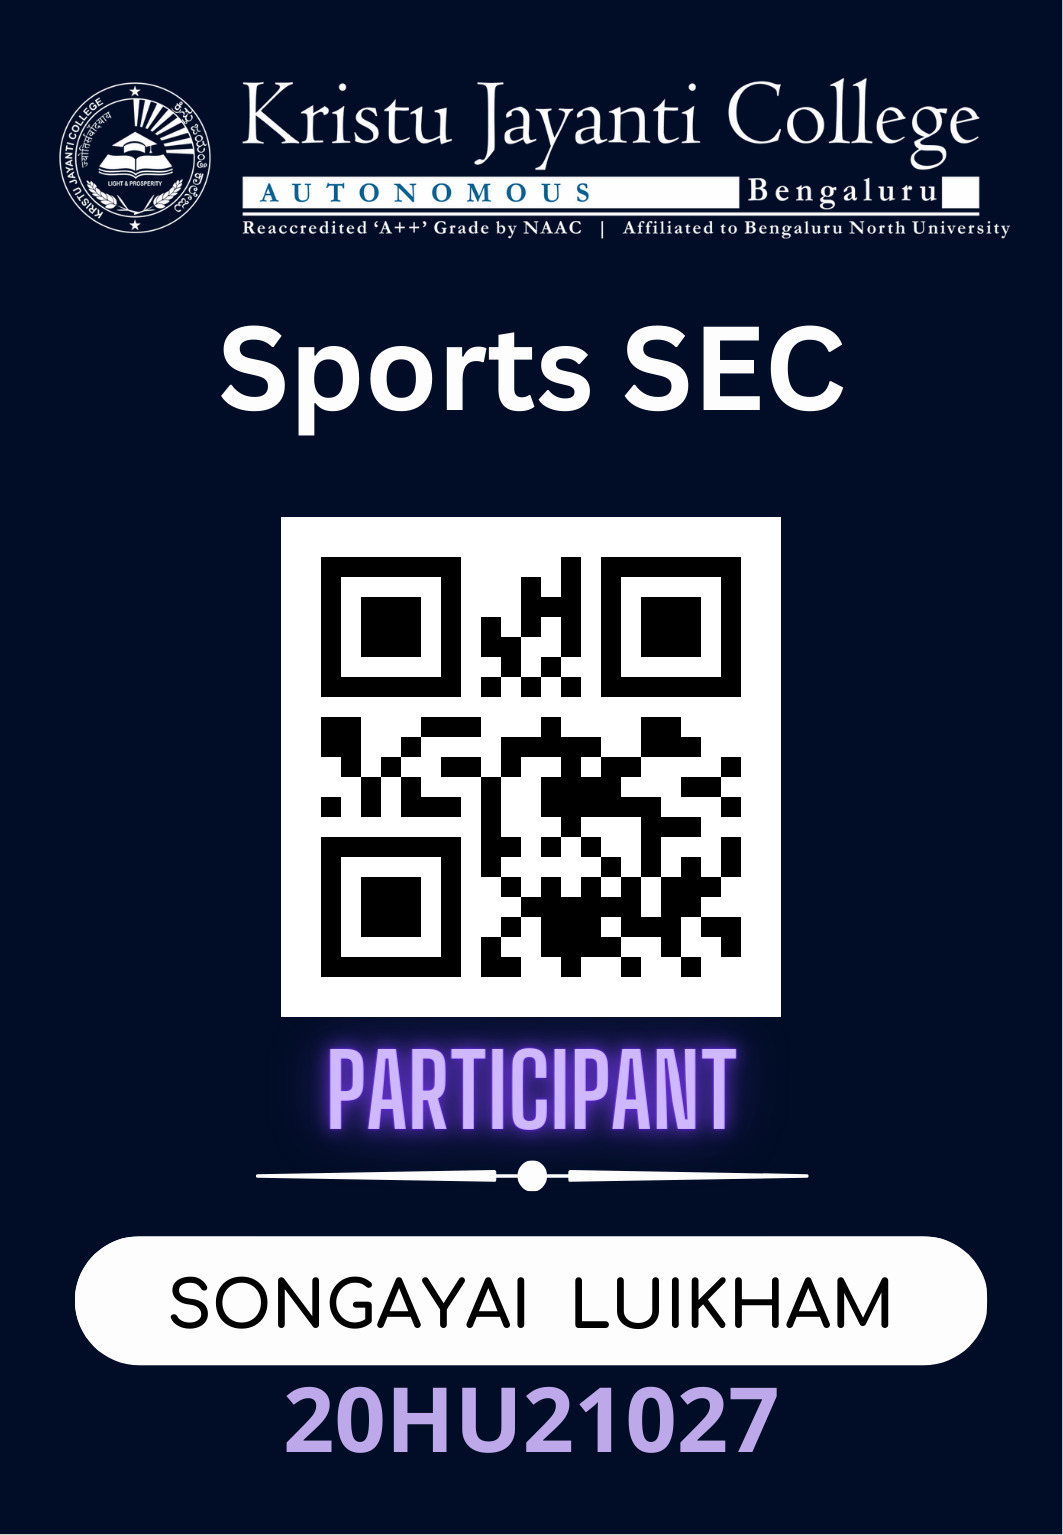 Kristu Jayanti College
AUTONOMOUS Bengaluru
Reaccredited ‘A++’ Grade by NAAC | Affiliated to Bengaluru North University
KRISTU JAYANTI COLLEGE
LIGHT & PROSPERITY
Sports SEC
PARTICIPANT
SONGAYAI LUIKHAM
20HU21027